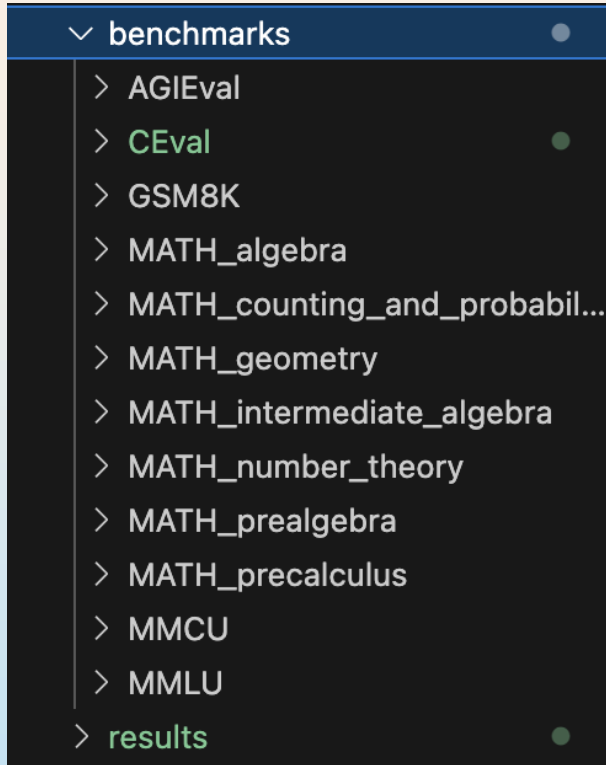 benchmarks
AGIEval
CEval
GSM8K
MATH_algebra
MATH_counting_and_probabil...
MATH_geometry
MATH_intermediate_algebra
MATH_number_theory
MATH_prealgebra
MATH_precalculus
MMCU
MMLU
results